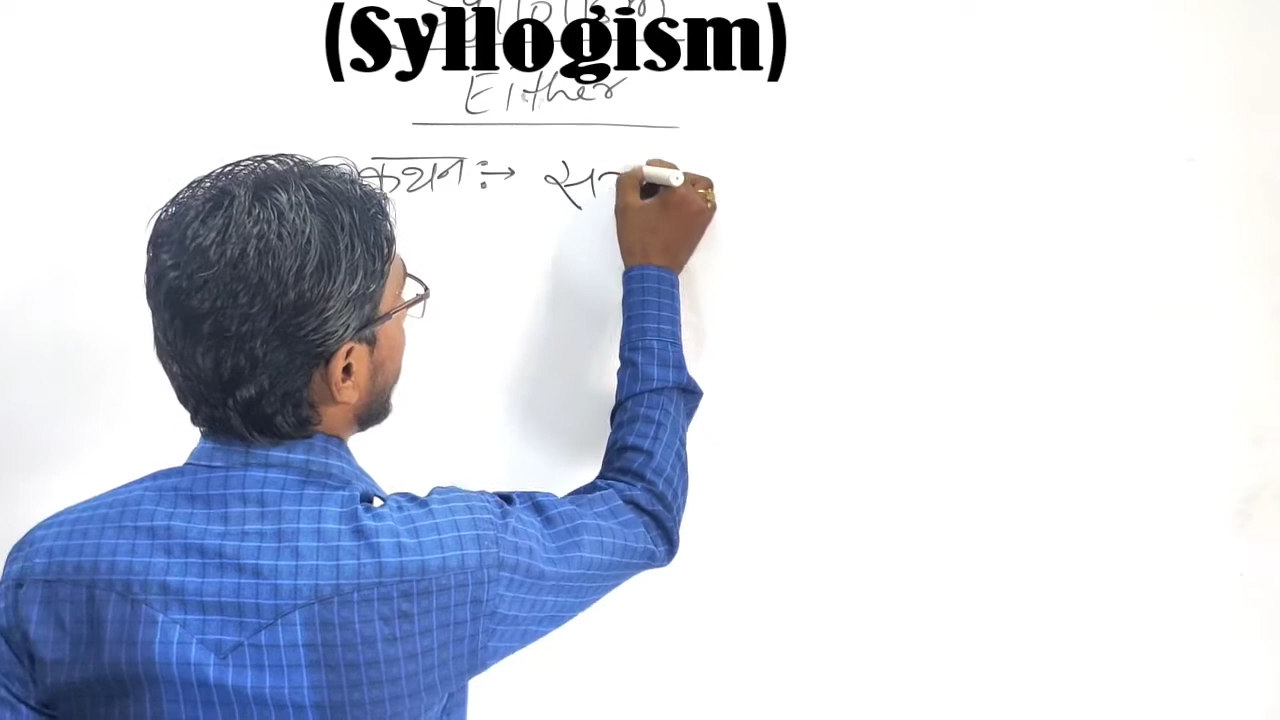 (Syllogism)
Either
कथन :→